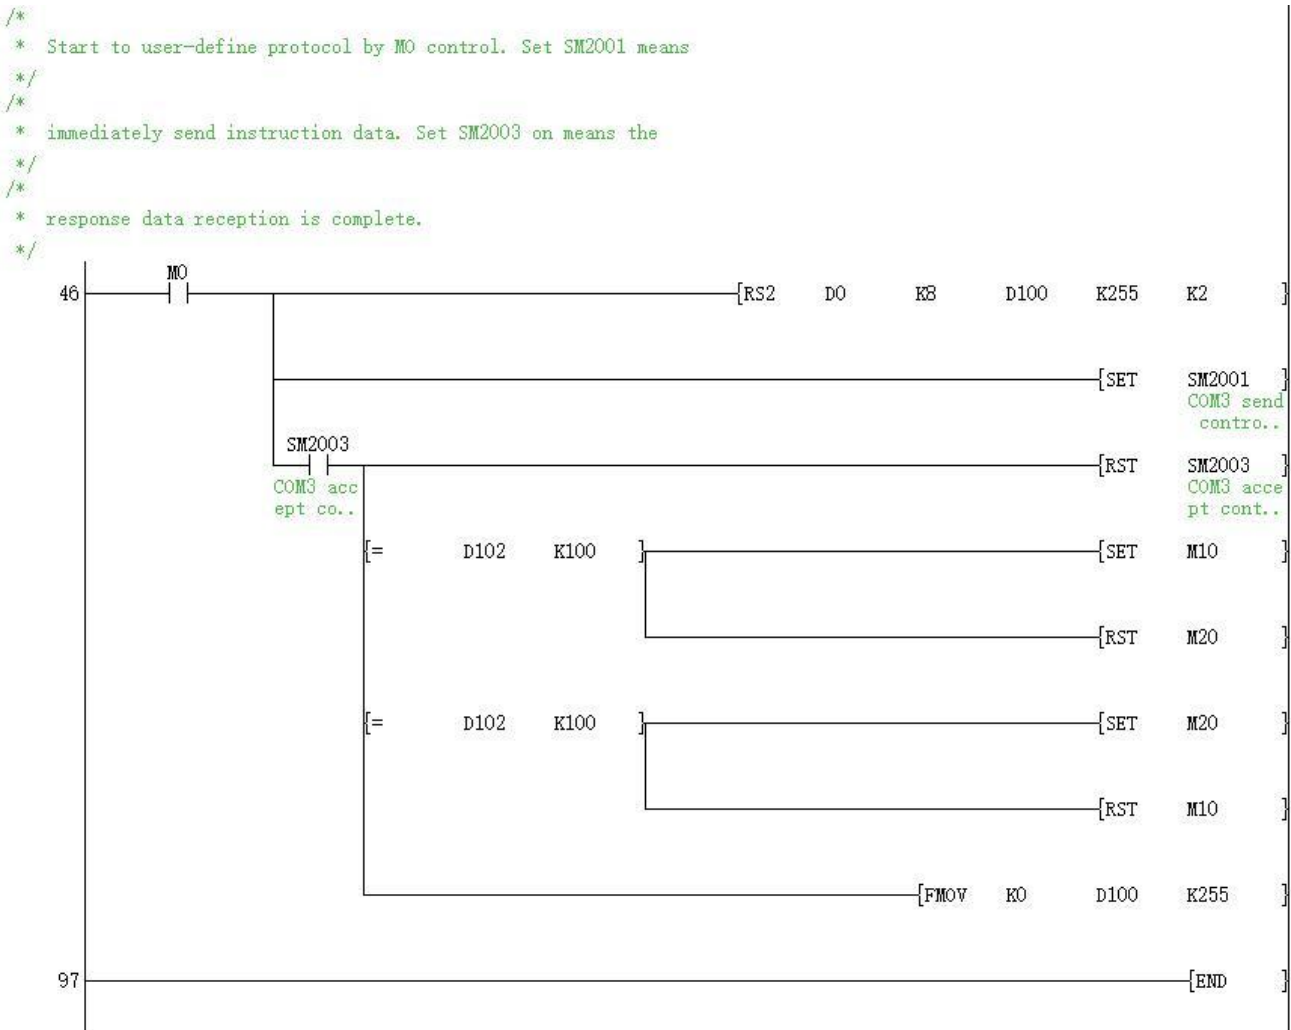 /*
 *  Start to user-define protocol by M0 control. Set SM2001 means
 */
/*
 *  immediately send instruction data. Set SM2003 on means the
 */
/*
 *  response data reception is complete.
 */
M0
46 [RS2 D0 K8 D100 K255 K2 ]
[SET SM2001 ]
COM3 send
contro..
SM2003
[RST SM2003 ]
COM3 acc
ept co..
COM3 acce
pt cont..
[= D102 K100 ] [SET M10 ]
[RST M20 ]
[= D102 K100 ] [SET M20 ]
[RST M10 ]
[FMOV K0 D100 K255 ]
97 [END ]